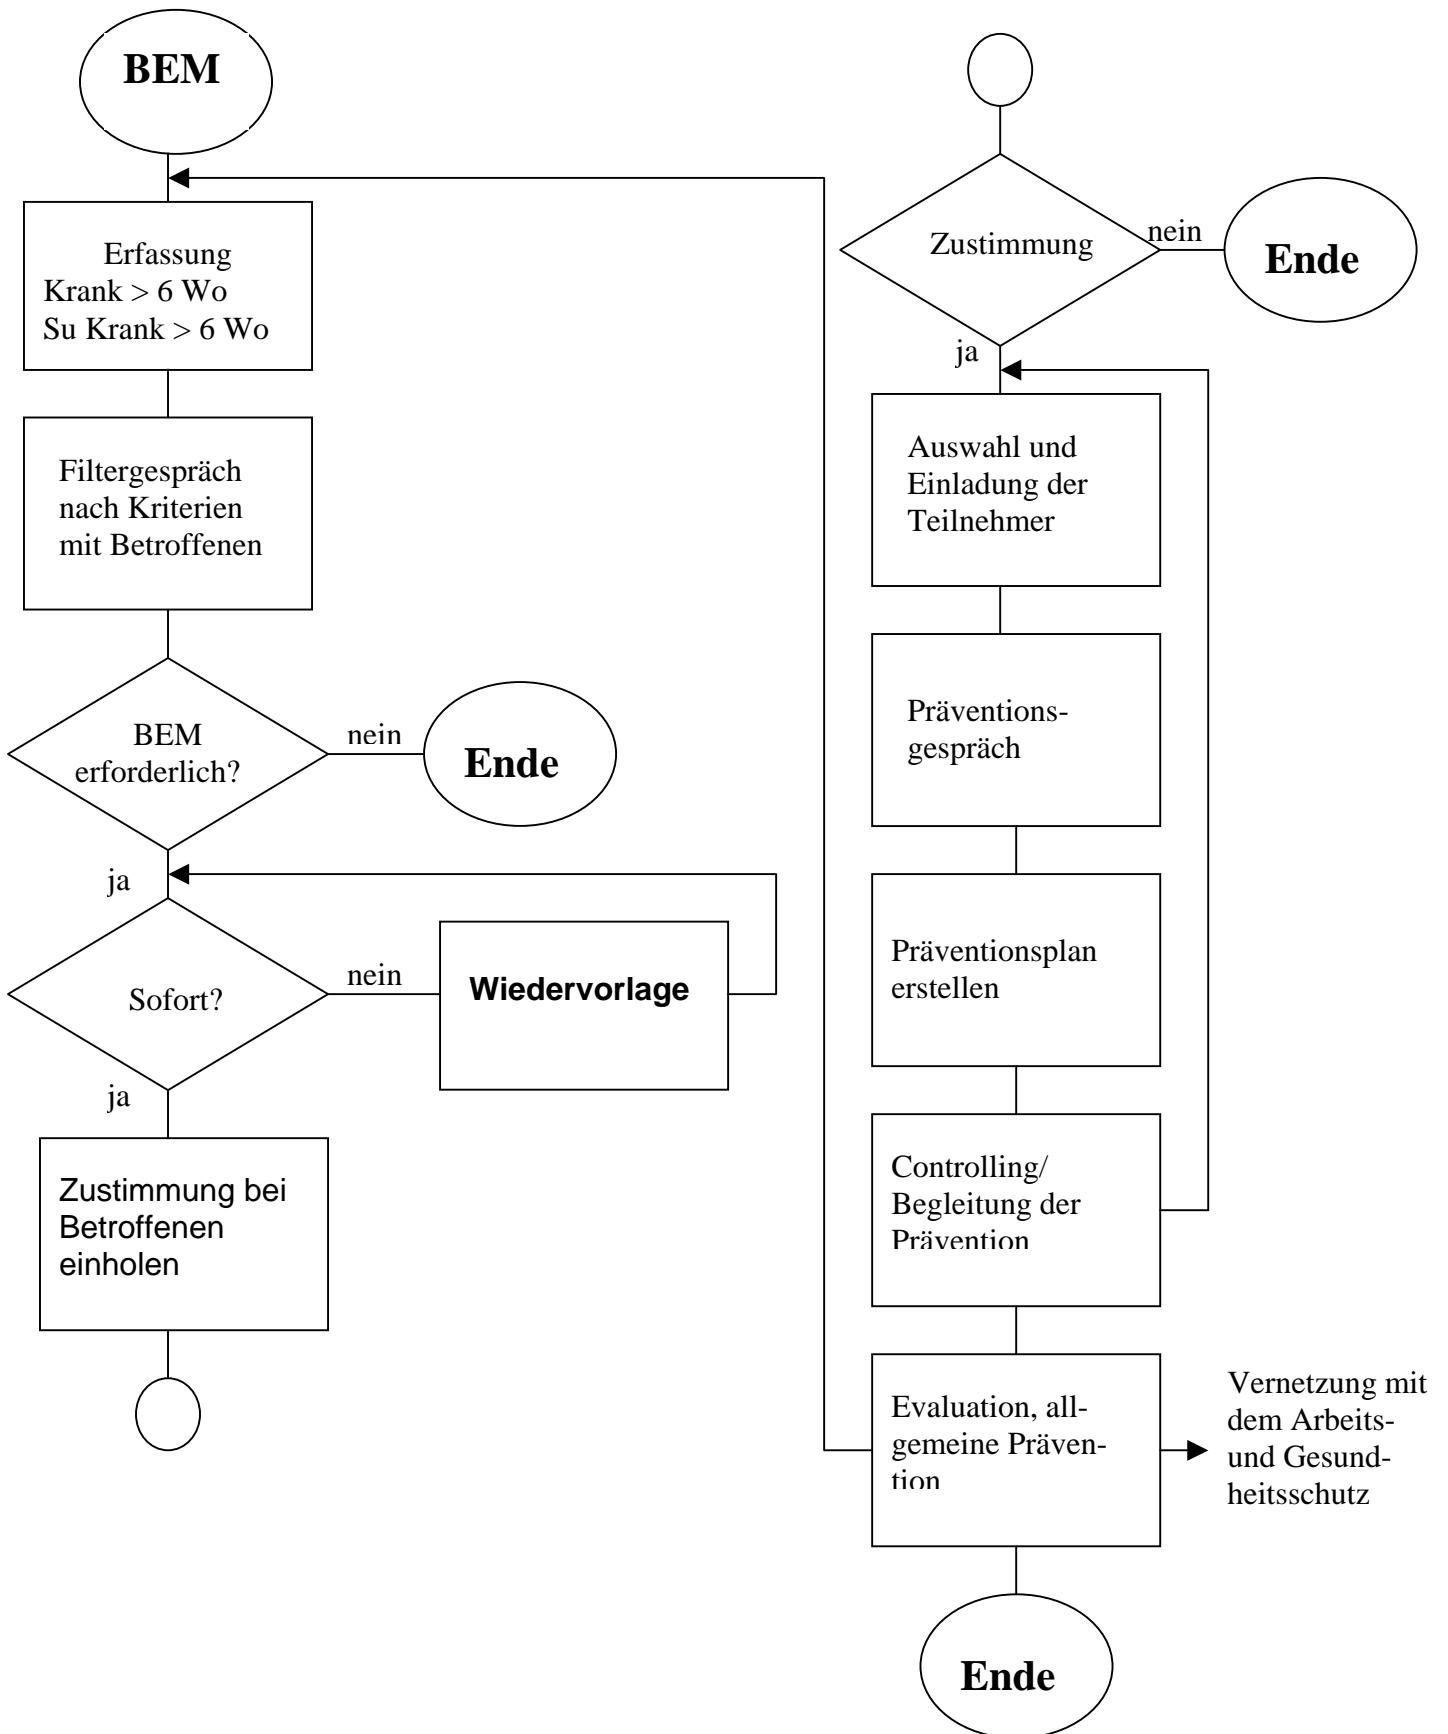 BEM
Erfassung
Krank > 6 Wo
Su Krank > 6 Wo
Filtergespräch
nach Kriterien
mit Betroffenen
BEM
erforderlich?
nein
Ende
ja
Sofort?
nein
Wiedervorlage
ja
Zustimmung bei
Betroffenen
einholen
Zustimmung
nein
Ende
ja
Auswahl und
Einladung der
Teilnehmer
Präventions-
gespräch
Präventionsplan
erstellen
Controlling/
Begleitung der
Prävention
Evaluation, all-
gemeine Präven-
tion
Vernetzung mit
dem Arbeits-
und Gesund-
heitsschutz
Ende